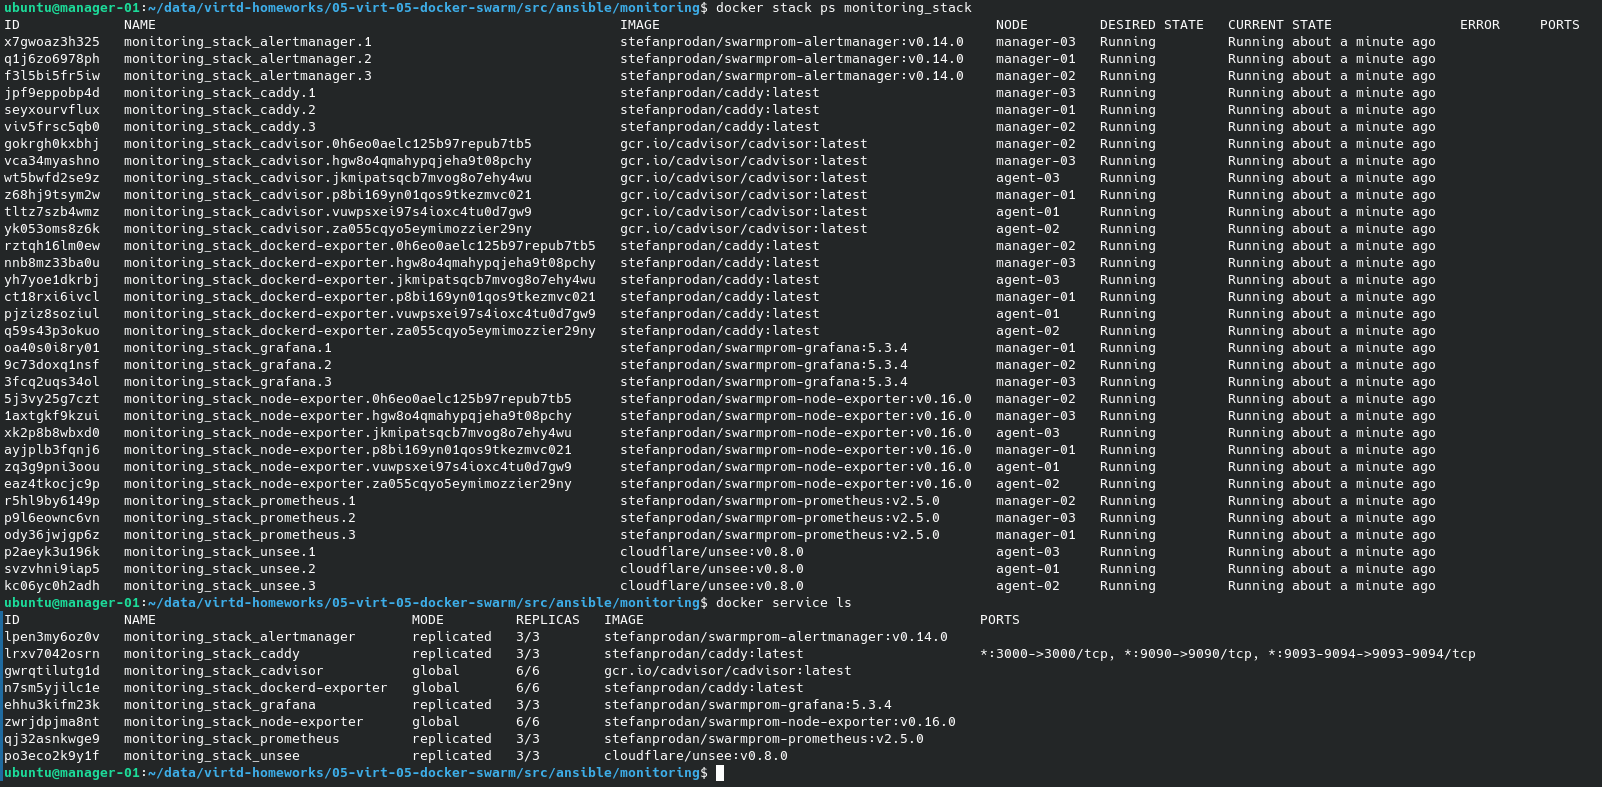 ubuntu@manager-01:~/data/virtd-homeworks/05-virt-05-docker-swarm/src/ansible/monitoring$ docker stack ps monitoring_stack
ID NAME IMAGE NODE DESIRED STATE CURRENT STATE ERROR PORTS
x7gwoaz3h325 monitoring_stack_alertmanager.1 stefanprodan/swarmprom-alertmanager:v0.14.0 manager-03 Running Running about a minute ago
q1j6zo6978ph monitoring_stack_alertmanager.2 stefanprodan/swarmprom-alertmanager:v0.14.0 manager-01 Running Running about a minute ago
f3l5bi5fr5iw monitoring_stack_alertmanager.3 stefanprodan/swarmprom-alertmanager:v0.14.0 manager-02 Running Running about a minute ago
jpf9eppobp4d monitoring_stack_caddy.1 stefanprodan/caddy:latest manager-03 Running Running about a minute ago
seyxourvflux monitoring_stack_caddy.2 stefanprodan/caddy:latest manager-01 Running Running about a minute ago
viv5frsc5qb0 monitoring_stack_caddy.3 stefanprodan/caddy:latest manager-02 Running Running about a minute ago
gokrgh0kxbhj monitoring_stack_cadvisor.0h6eo0aelc125b97repub7tb5 gcr.io/cadvisor/cadvisor:latest manager-02 Running Running about a minute ago
vca34myashno monitoring_stack_cadvisor.hgw8o4qmahypqjeha9t08pchy gcr.io/cadvisor/cadvisor:latest manager-03 Running Running about a minute ago
wt5bwfd2se9z monitoring_stack_cadvisor.jkmipatsqcb7mvog8o7ehy4wu gcr.io/cadvisor/cadvisor:latest agent-03 Running Running about a minute ago
z68hj9tsym2w monitoring_stack_cadvisor.p8bi169yn01qos9tkezmvc021 gcr.io/cadvisor/cadvisor:latest manager-01 Running Running about a minute ago
tltz7szb4wmz monitoring_stack_cadvisor.vuwpsxei97s4ioxc4tu0d7gw9 gcr.io/cadvisor/cadvisor:latest agent-01 Running Running about a minute ago
yk053oms8z6k monitoring_stack_cadvisor.za055cqyo5eymimozzier29ny gcr.io/cadvisor/cadvisor:latest agent-02 Running Running about a minute ago
rztqh16lm0ew monitoring_stack_dockerd-exporter.0h6eo0aelc125b97repub7tb5 stefanprodan/caddy:latest manager-02 Running Running about a minute ago
nnb8mz33ba0u monitoring_stack_dockerd-exporter.hgw8o4qmahypqjeha9t08pchy stefanprodan/caddy:latest manager-03 Running Running about a minute ago
yh7yoe1dkrbj monitoring_stack_dockerd-exporter.jkmipatsqcb7mvog8o7ehy4wu stefanprodan/caddy:latest agent-03 Running Running about a minute ago
ct18rxi6ivcl monitoring_stack_dockerd-exporter.p8bi169yn01qos9tkezmvc021 stefanprodan/caddy:latest manager-01 Running Running about a minute ago
pjziz8soziul monitoring_stack_dockerd-exporter.vuwpsxei97s4ioxc4tu0d7gw9 stefanprodan/caddy:latest agent-01 Running Running about a minute ago
q59s43p3okuo monitoring_stack_dockerd-exporter.za055cqyo5eymimozzier29ny stefanprodan/caddy:latest agent-02 Running Running about a minute ago
oa40s0i8ry01 monitoring_stack_grafana.1 stefanprodan/swarmprom-grafana:5.3.4 manager-01 Running Running about a minute ago
9c73doxq1nsf monitoring_stack_grafana.2 stefanprodan/swarmprom-grafana:5.3.4 manager-02 Running Running about a minute ago
3fcq2uqs34ol monitoring_stack_grafana.3 stefanprodan/swarmprom-grafana:5.3.4 manager-03 Running Running about a minute ago
5j3vy25g7czt monitoring_stack_node-exporter.0h6eo0aelc125b97repub7tb5 stefanprodan/swarmprom-node-exporter:v0.16.0 manager-02 Running Running about a minute ago
1axtgkf9kzui monitoring_stack_node-exporter.hgw8o4qmahypqjeha9t08pchy stefanprodan/swarmprom-node-exporter:v0.16.0 manager-03 Running Running about a minute ago
xk2p8b8wbxd0 monitoring_stack_node-exporter.jkmipatsqcb7mvog8o7ehy4wu stefanprodan/swarmprom-node-exporter:v0.16.0 agent-03 Running Running about a minute ago
ayjplb3fqnj6 monitoring_stack_node-exporter.p8bi169yn01qos9tkezmvc021 stefanprodan/swarmprom-node-exporter:v0.16.0 manager-01 Running Running about a minute ago
zq3g9pni3oou monitoring_stack_node-exporter.vuwpsxei97s4ioxc4tu0d7gw9 stefanprodan/swarmprom-node-exporter:v0.16.0 agent-01 Running Running about a minute ago
eaz4tkocjc9p monitoring_stack_node-exporter.za055cqyo5eymimozzier29ny stefanprodan/swarmprom-node-exporter:v0.16.0 agent-02 Running Running about a minute ago
r5hl9by6149p monitoring_stack_prometheus.1 stefanprodan/swarmprom-prometheus:v2.5.0 manager-02 Running Running about a minute ago
p9l6eownc6vn monitoring_stack_prometheus.2 stefanprodan/swarmprom-prometheus:v2.5.0 manager-03 Running Running about a minute ago
ody36jwjgp6z monitoring_stack_prometheus.3 stefanprodan/swarmprom-prometheus:v2.5.0 manager-01 Running Running about a minute ago
p2aeyk3u196k monitoring_stack_unsee.1 cloudflare/unsee:v0.8.0 agent-03 Running Running about a minute ago
svzvhni9iap5 monitoring_stack_unsee.2 cloudflare/unsee:v0.8.0 agent-01 Running Running about a minute ago
kc06yc0h2adh monitoring_stack_unsee.3 cloudflare/unsee:v0.8.0 agent-02 Running Running about a minute ago
ubuntu@manager-01:~/data/virtd-homeworks/05-virt-05-docker-swarm/src/ansible/monitoring$ docker service ls
ID NAME MODE REPLICAS IMAGE PORTS
lpen3my6oz0v monitoring_stack_alertmanager replicated 3/3 stefanprodan/swarmprom-alertmanager:v0.14.0
lrxv7042osrn monitoring_stack_caddy replicated 3/3 stefanprodan/caddy:latest *:3000->3000/tcp, *:9090->9090/tcp, *:9093-9094->9093-9094/tcp
gwrqtilutg1d monitoring_stack_cadvisor global 6/6 gcr.io/cadvisor/cadvisor:latest
n7sm5yjilc1e monitoring_stack_dockerd-exporter global 6/6 stefanprodan/caddy:latest
ehhu3kifm23k monitoring_stack_grafana replicated 3/3 stefanprodan/swarmprom-grafana:5.3.4
zwrjdpjma8nt monitoring_stack_node-exporter global 6/6 stefanprodan/swarmprom-node-exporter:v0.16.0
qj32asnkwge9 monitoring_stack_prometheus replicated 3/3 stefanprodan/swarmprom-prometheus:v2.5.0
po3eco2k9y1f monitoring_stack_unsee replicated 3/3 cloudflare/unsee:v0.8.0
ubuntu@manager-01:~/data/virtd-homeworks/05-virt-05-docker-swarm/src/ansible/monitoring$